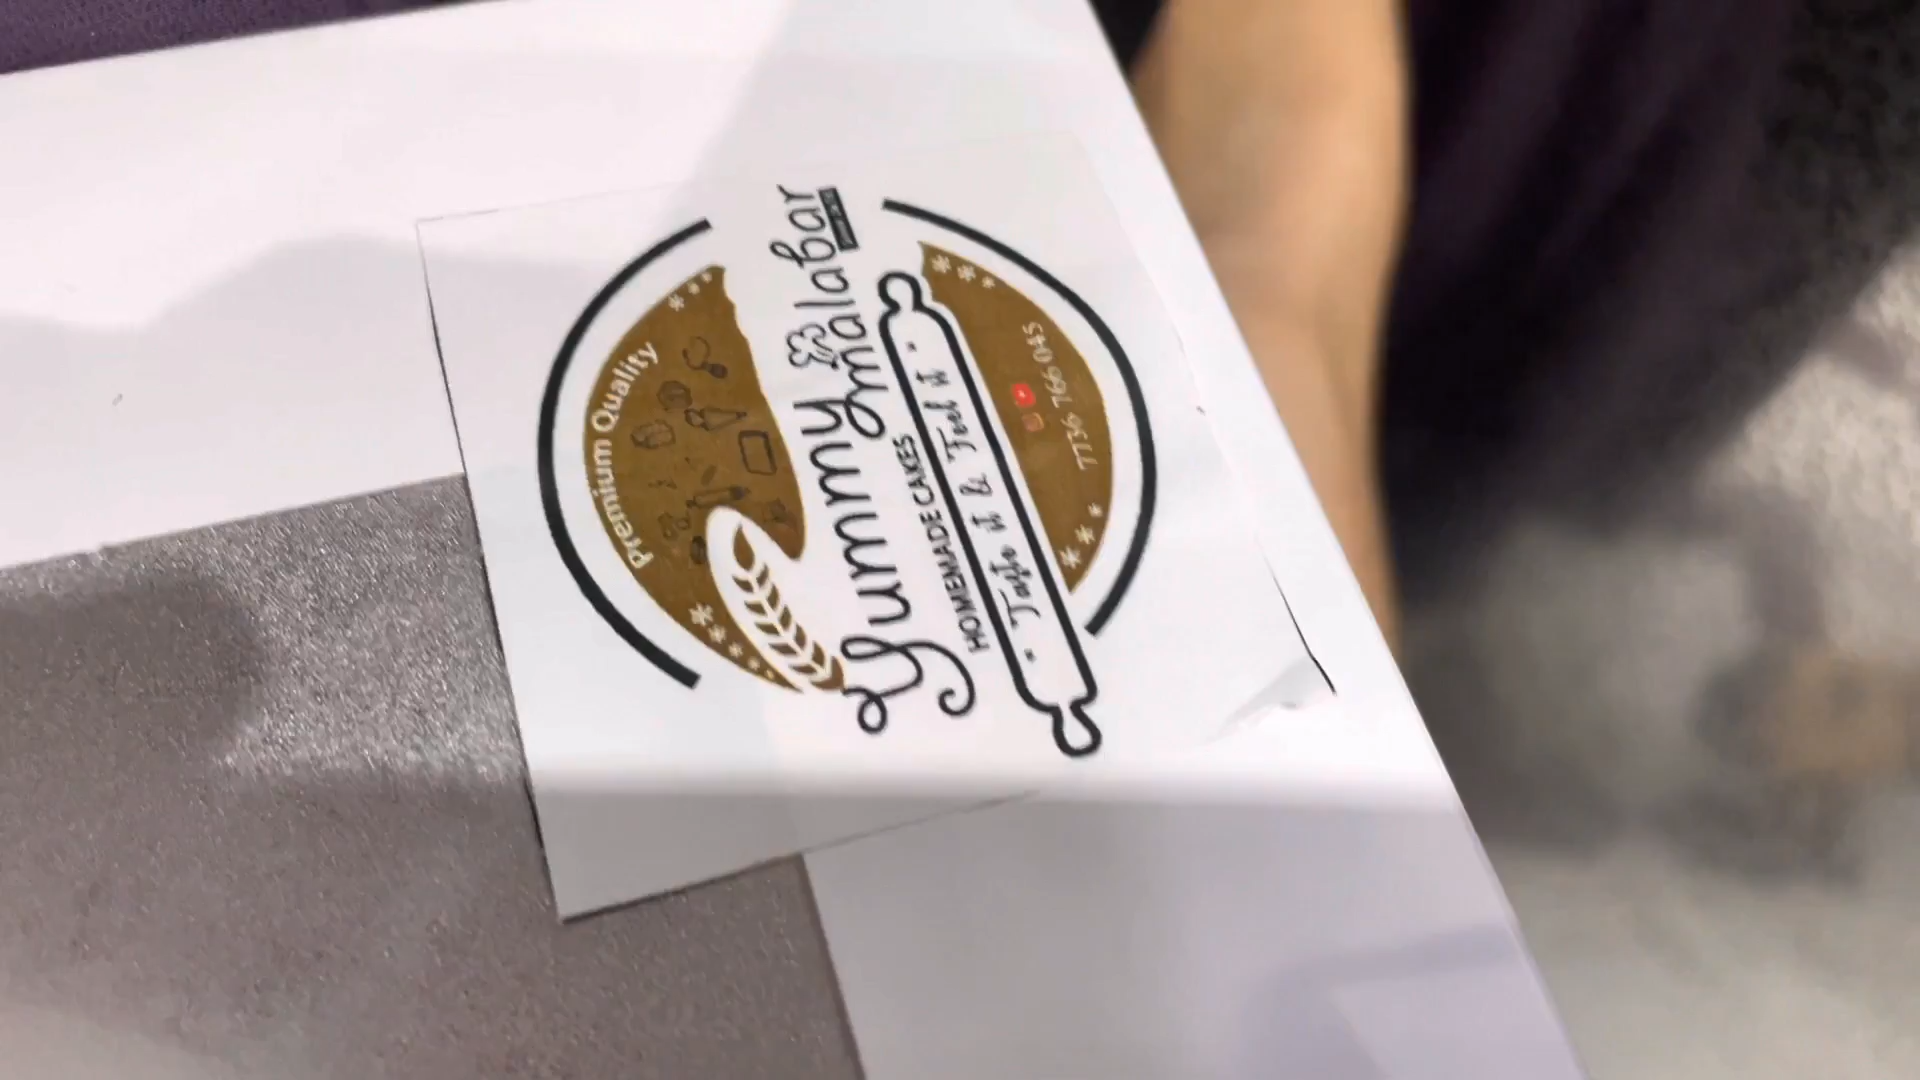 Premium Quality
Yummy
malabar
HOMEMADE CAKES
" Taste it & Feel it "
7736 766 045